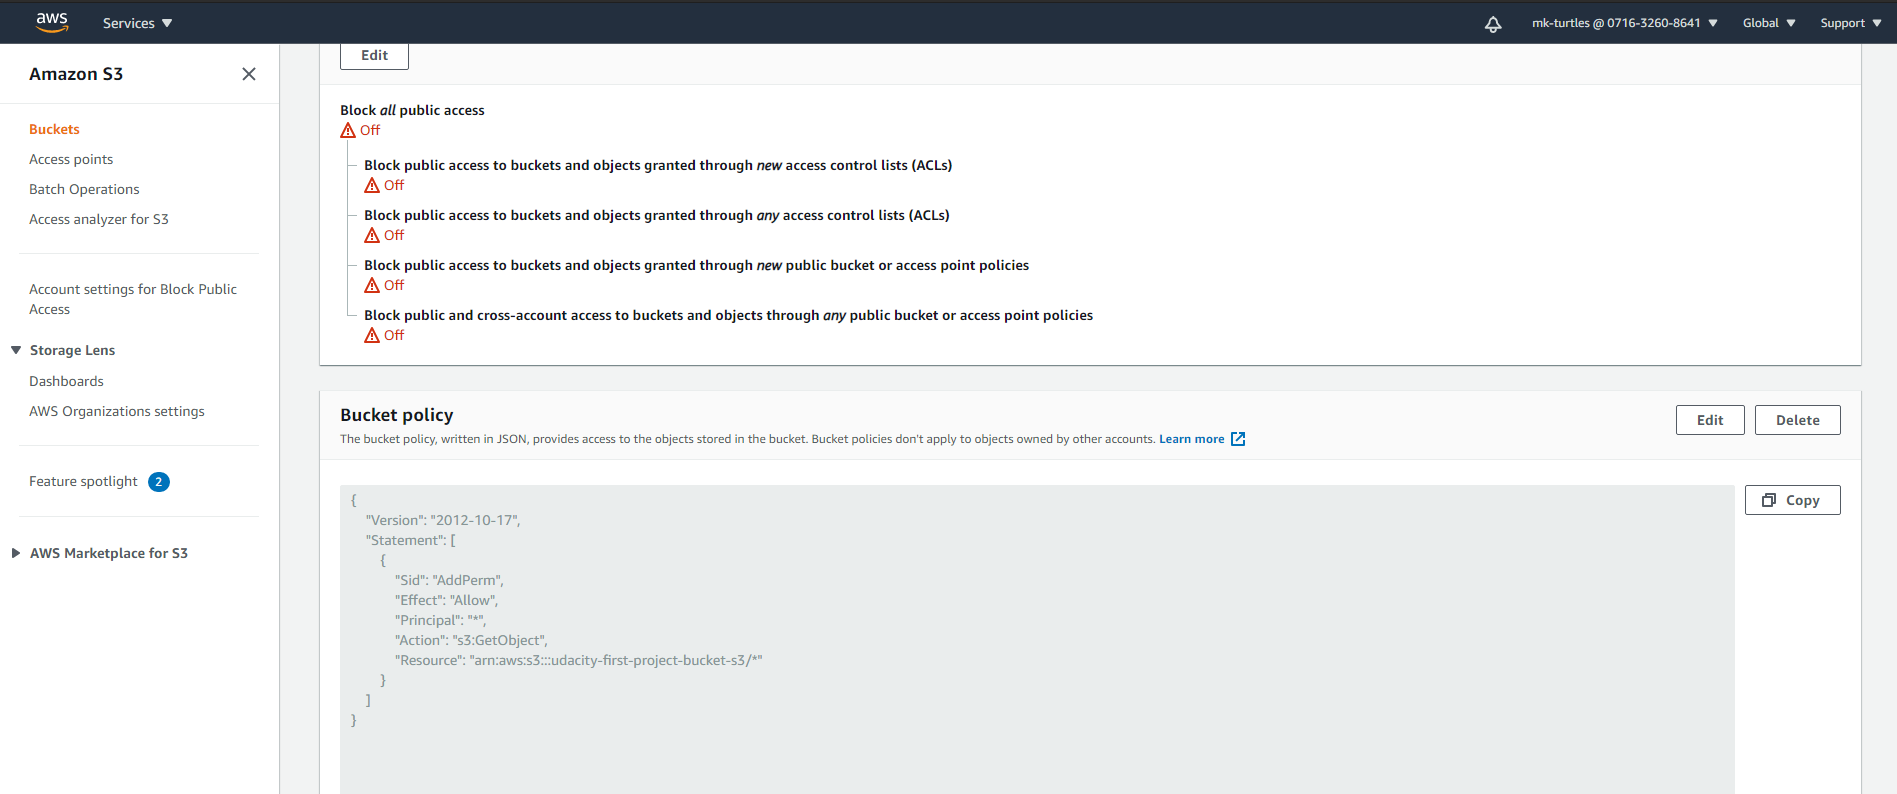 aws
Services
mk-turtles @ 0716-3260-8641
Global
Support
Amazon S3
Buckets
Access points
Batch Operations
Access analyzer for S3
Account settings for Block Public
Access
Storage Lens
Dashboards
AWS Organizations settings
Feature spotlight 2
AWS Marketplace for S3
Edit
Block all public access
Off
Block public access to buckets and objects granted through new access control lists (ACLs)
Off
Block public access to buckets and objects granted through any access control lists (ACLs)
Off
Block public access to buckets and objects granted through new public bucket or access point policies
Off
Block public and cross-account access to buckets and objects through any public bucket or access point policies
Off
Bucket policy
Edit
Delete
The bucket policy, written in JSON, provides access to the objects stored in the bucket. Bucket policies don't apply to objects owned by other accounts. Learn more
Copy
{
"Version": "2012-10-17",
"Statement": [
{
"Sid": "AddPerm",
"Effect": "Allow",
"Principal": "*",
"Action": "s3:GetObject",
"Resource": "arn:aws:s3:::udacity-first-project-bucket-s3/*"
}
]
}